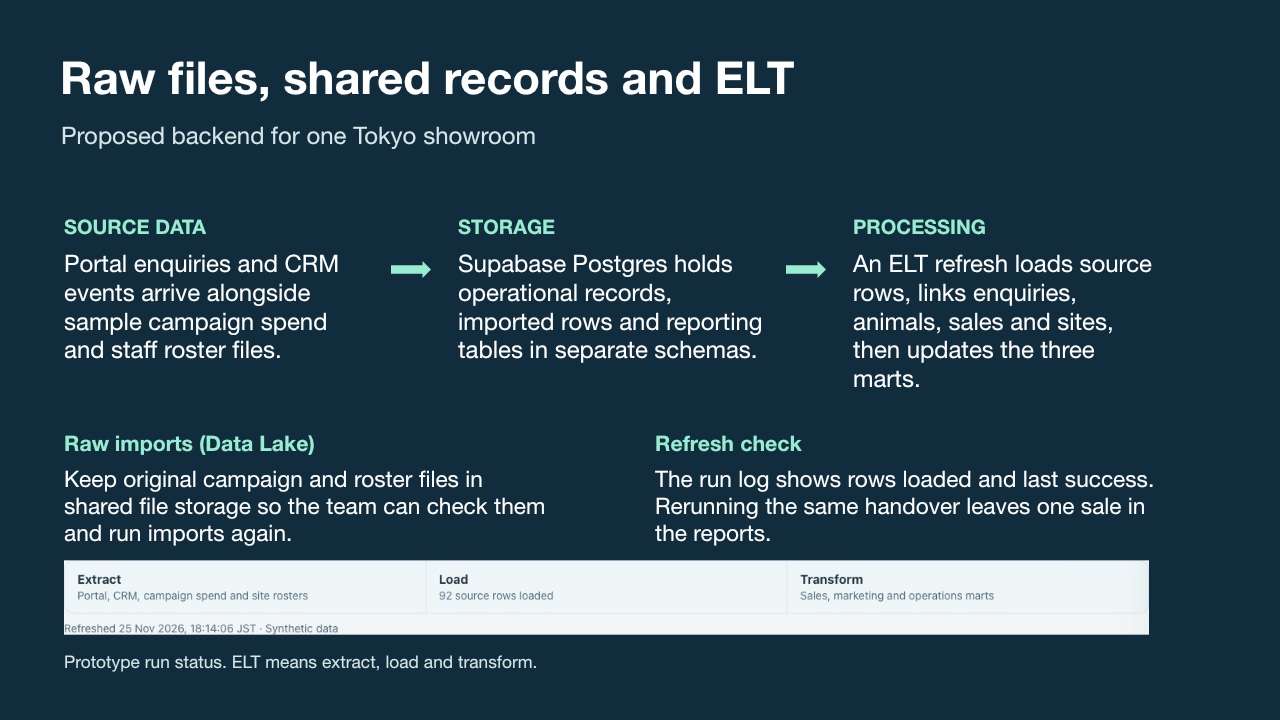 Raw files, shared records and ELT
Proposed backend for one Tokyo showroom
SOURCE DATA
Portal enquiries and CRM
events arrive alongside
sample campaign spend
and staff roster files.
STORAGE
Supabase Postgres holds
operational records,
imported rows and reporting
tables in separate schemas.
PROCESSING
An ELT refresh loads source
rows, links enquiries,
animals, sales and sites,
then updates the three
marts.
Raw imports (Data Lake)
Keep original campaign and roster files in
shared file storage so the team can check them
and run imports again.
Refresh check
The run log shows rows loaded and last success.
Rerunning the same handover leaves one sale in
the reports.
Extract
Portal, CRM, campaign spend and site rosters
Load
92 source rows loaded
Transform
Sales, marketing and operations marts
Refreshed 25 Nov 2026, 18:14:06 JST · Synthetic data
Prototype run status. ELT means extract, load and transform.